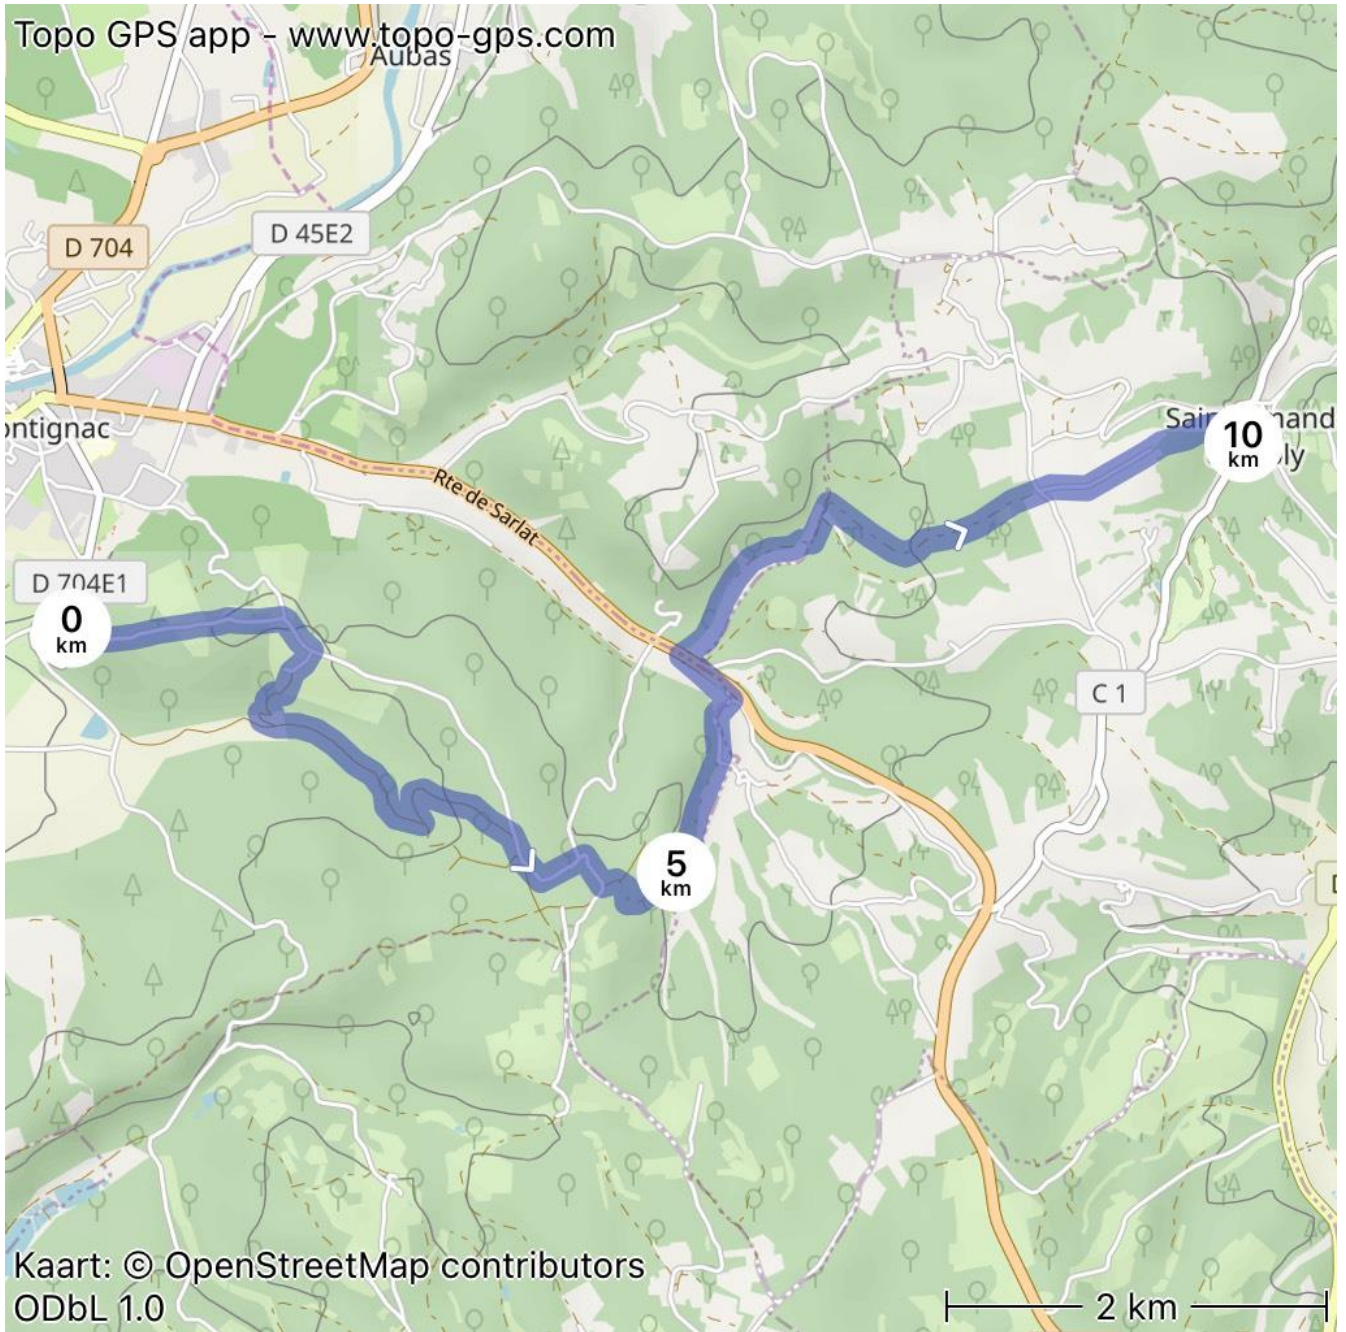 Topo GPS app - www.topo-gps.com
Aubas
D 704
D 45E2
ontignac
Rte de Sarlat
10
km
D 704E1
0
km
C 1
5
km
Kaart: © OpenStreetMap contributors
ODbL 1.0
2 km